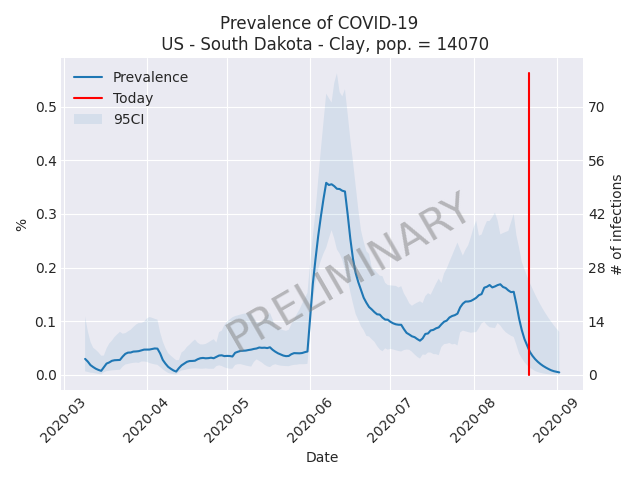 Prevalence of COVID-19
US - South Dakota - Clay, pop. = 14070
Prevalence
Today
95CI
PRELIMINARY
%
0.5
0.4
0.3
0.2
0.1
0.0
70
56
42
28
14
0
# of infections
2020-03
2020-04
2020-05
2020-06
2020-07
2020-08
2020-09
Date